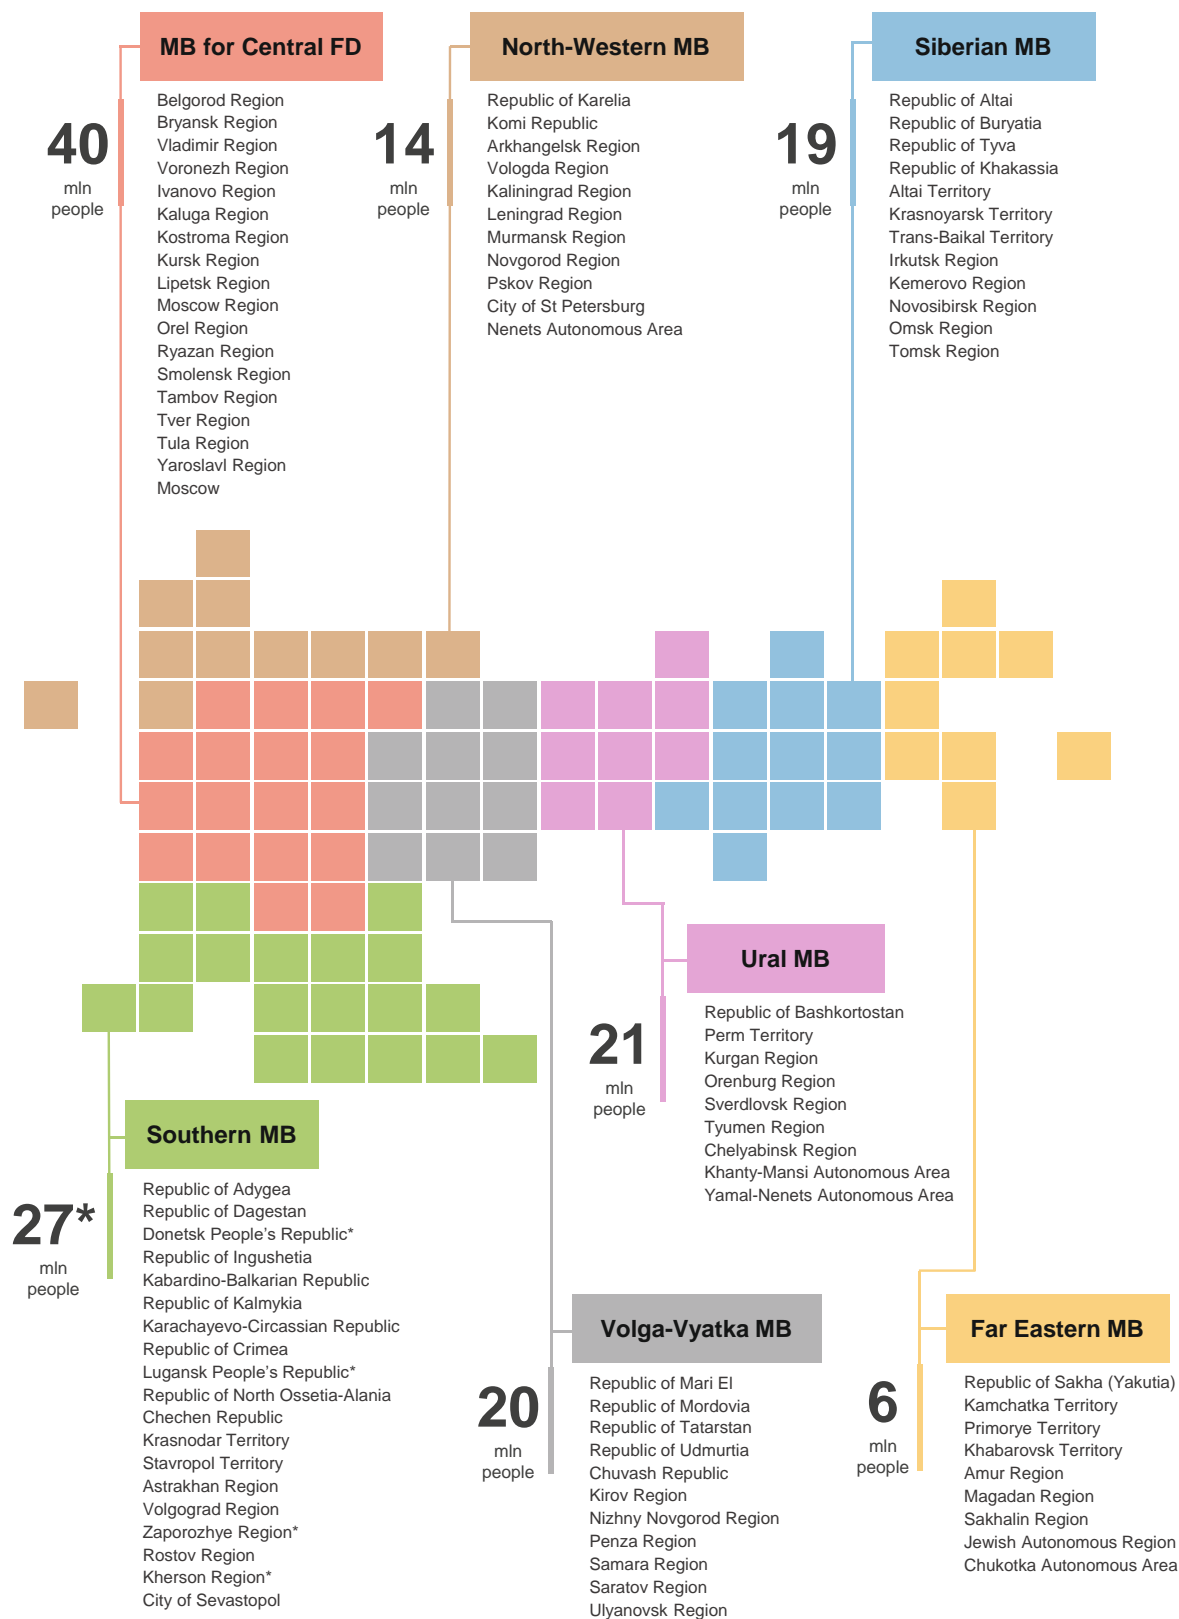 MB for Central FD
40
mln
people
Belgorod Region
Bryansk Region
Vladimir Region
Voronezh Region
Ivanovo Region
Kaluga Region
Kostroma Region
Kursk Region
Lipetsk Region
Moscow Region
Orel Region
Ryazan Region
Smolensk Region
Tambov Region
Tver Region
Tula Region
Yaroslavl Region
Moscow
North-Western MB
14
mln
people
Republic of Karelia
Komi Republic
Arkhangelsk Region
Vologda Region
Kaliningrad Region
Leningrad Region
Murmansk Region
Novgorod Region
Pskov Region
City of St Petersburg
Nenets Autonomous Area
Siberian MB
19
mln
people
Republic of Altai
Republic of Buryatia
Republic of Tyva
Republic of Khakassia
Altai Territory
Krasnoyarsk Territory
Trans-Baikal Territory
Irkutsk Region
Kemerovo Region
Novosibirsk Region
Omsk Region
Tomsk Region
Ural MB
21
mln
people
Republic of Bashkortostan
Perm Territory
Kurgan Region
Orenburg Region
Sverdlovsk Region
Tyumen Region
Chelyabinsk Region
Khanty-Mansi Autonomous Area
Yamal-Nenets Autonomous Area
Southern MB
27*
mln
people
Republic of Adygea
Republic of Dagestan
Donetsk People’s Republic*
Republic of Ingushetia
Kabardino-Balkarian Republic
Republic of Kalmykia
Karachayevo-Circassian Republic
Republic of Crimea
Lugansk People’s Republic*
Republic of North Ossetia-Alania
Chechen Republic
Krasnodar Territory
Stavropol Territory
Astrakhan Region
Volgograd Region
Zaporozhye Region*
Rostov Region
Kherson Region*
City of Sevastopol
Volga-Vyatka MB
20
mln
people
Republic of Mari El
Republic of Mordovia
Republic of Tatarstan
Republic of Udmurtia
Chuvash Republic
Kirov Region
Nizhny Novgorod Region
Penza Region
Samara Region
Saratov Region
Ulyanovsk Region
Far Eastern MB
6
mln
people
Republic of Sakha (Yakutia)
Kamchatka Territory
Primorye Territory
Khabarovsk Territory
Amur Region
Magadan Region
Sakhalin Region
Jewish Autonomous Region
Chukotka Autonomous Area